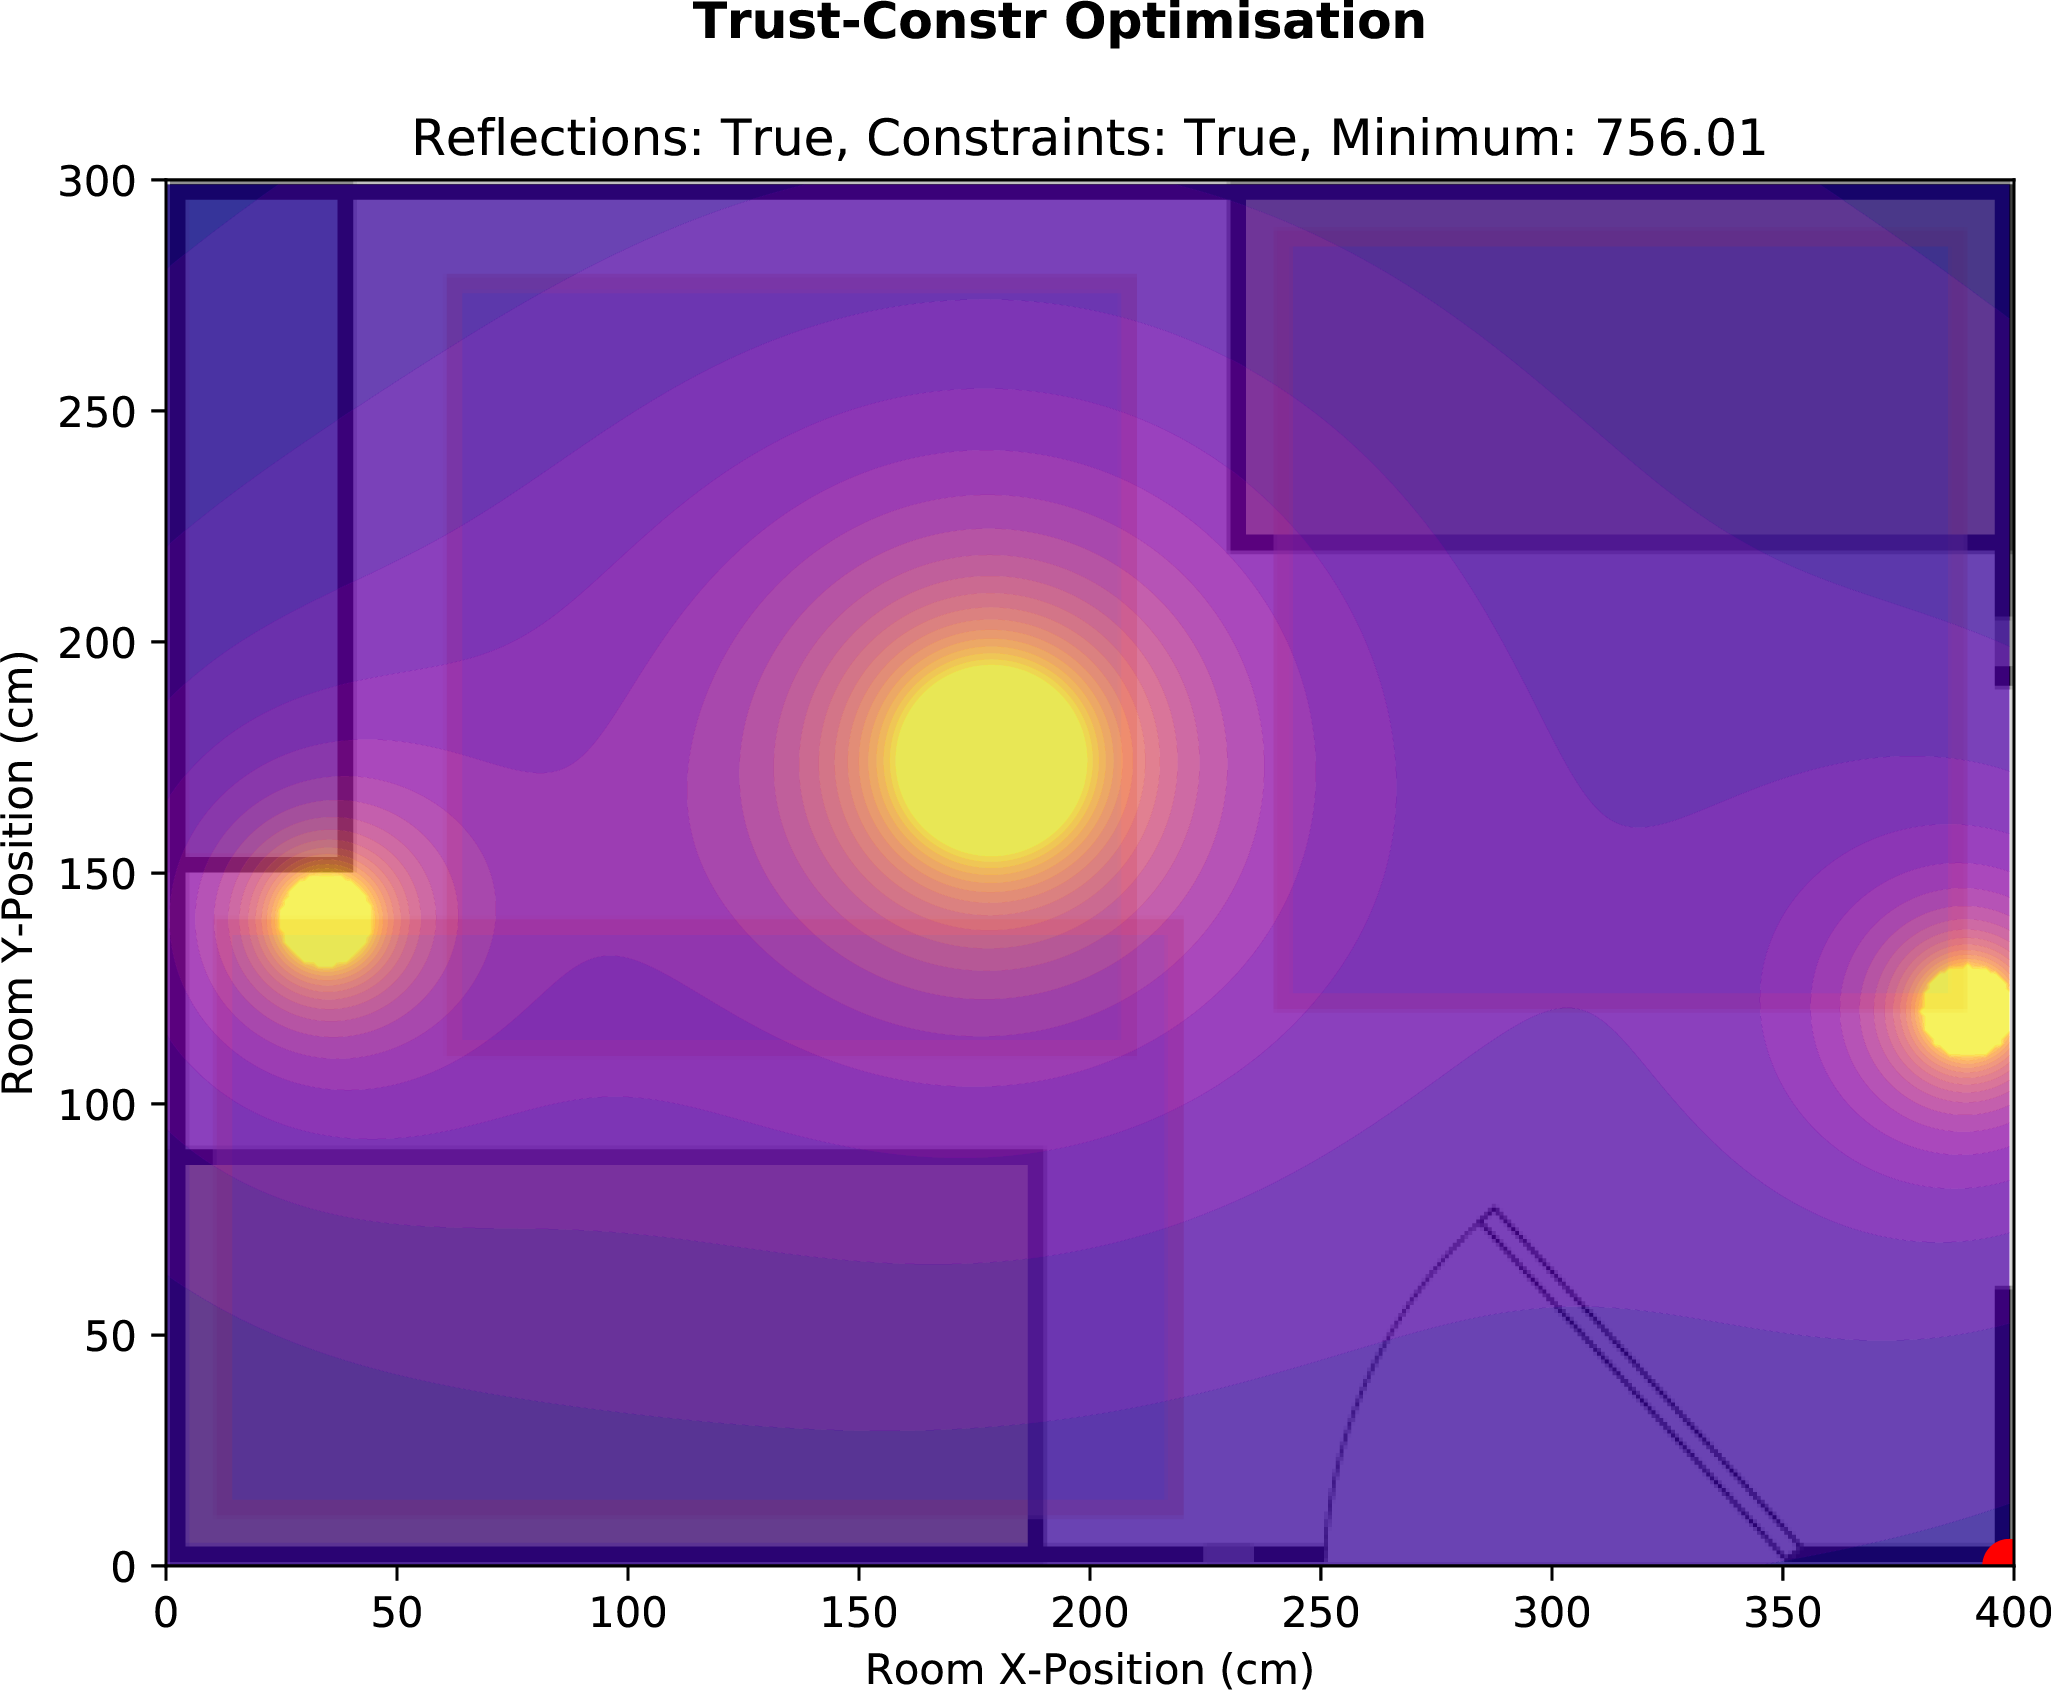 Trust-Constr Optimisation
Reflections: True, Constraints: True, Minimum: 756.01
300
250
200
150
100
50
0
Room Y-Position (cm)
0 50 100 150 200 250 300 350 400
Room X-Position (cm)